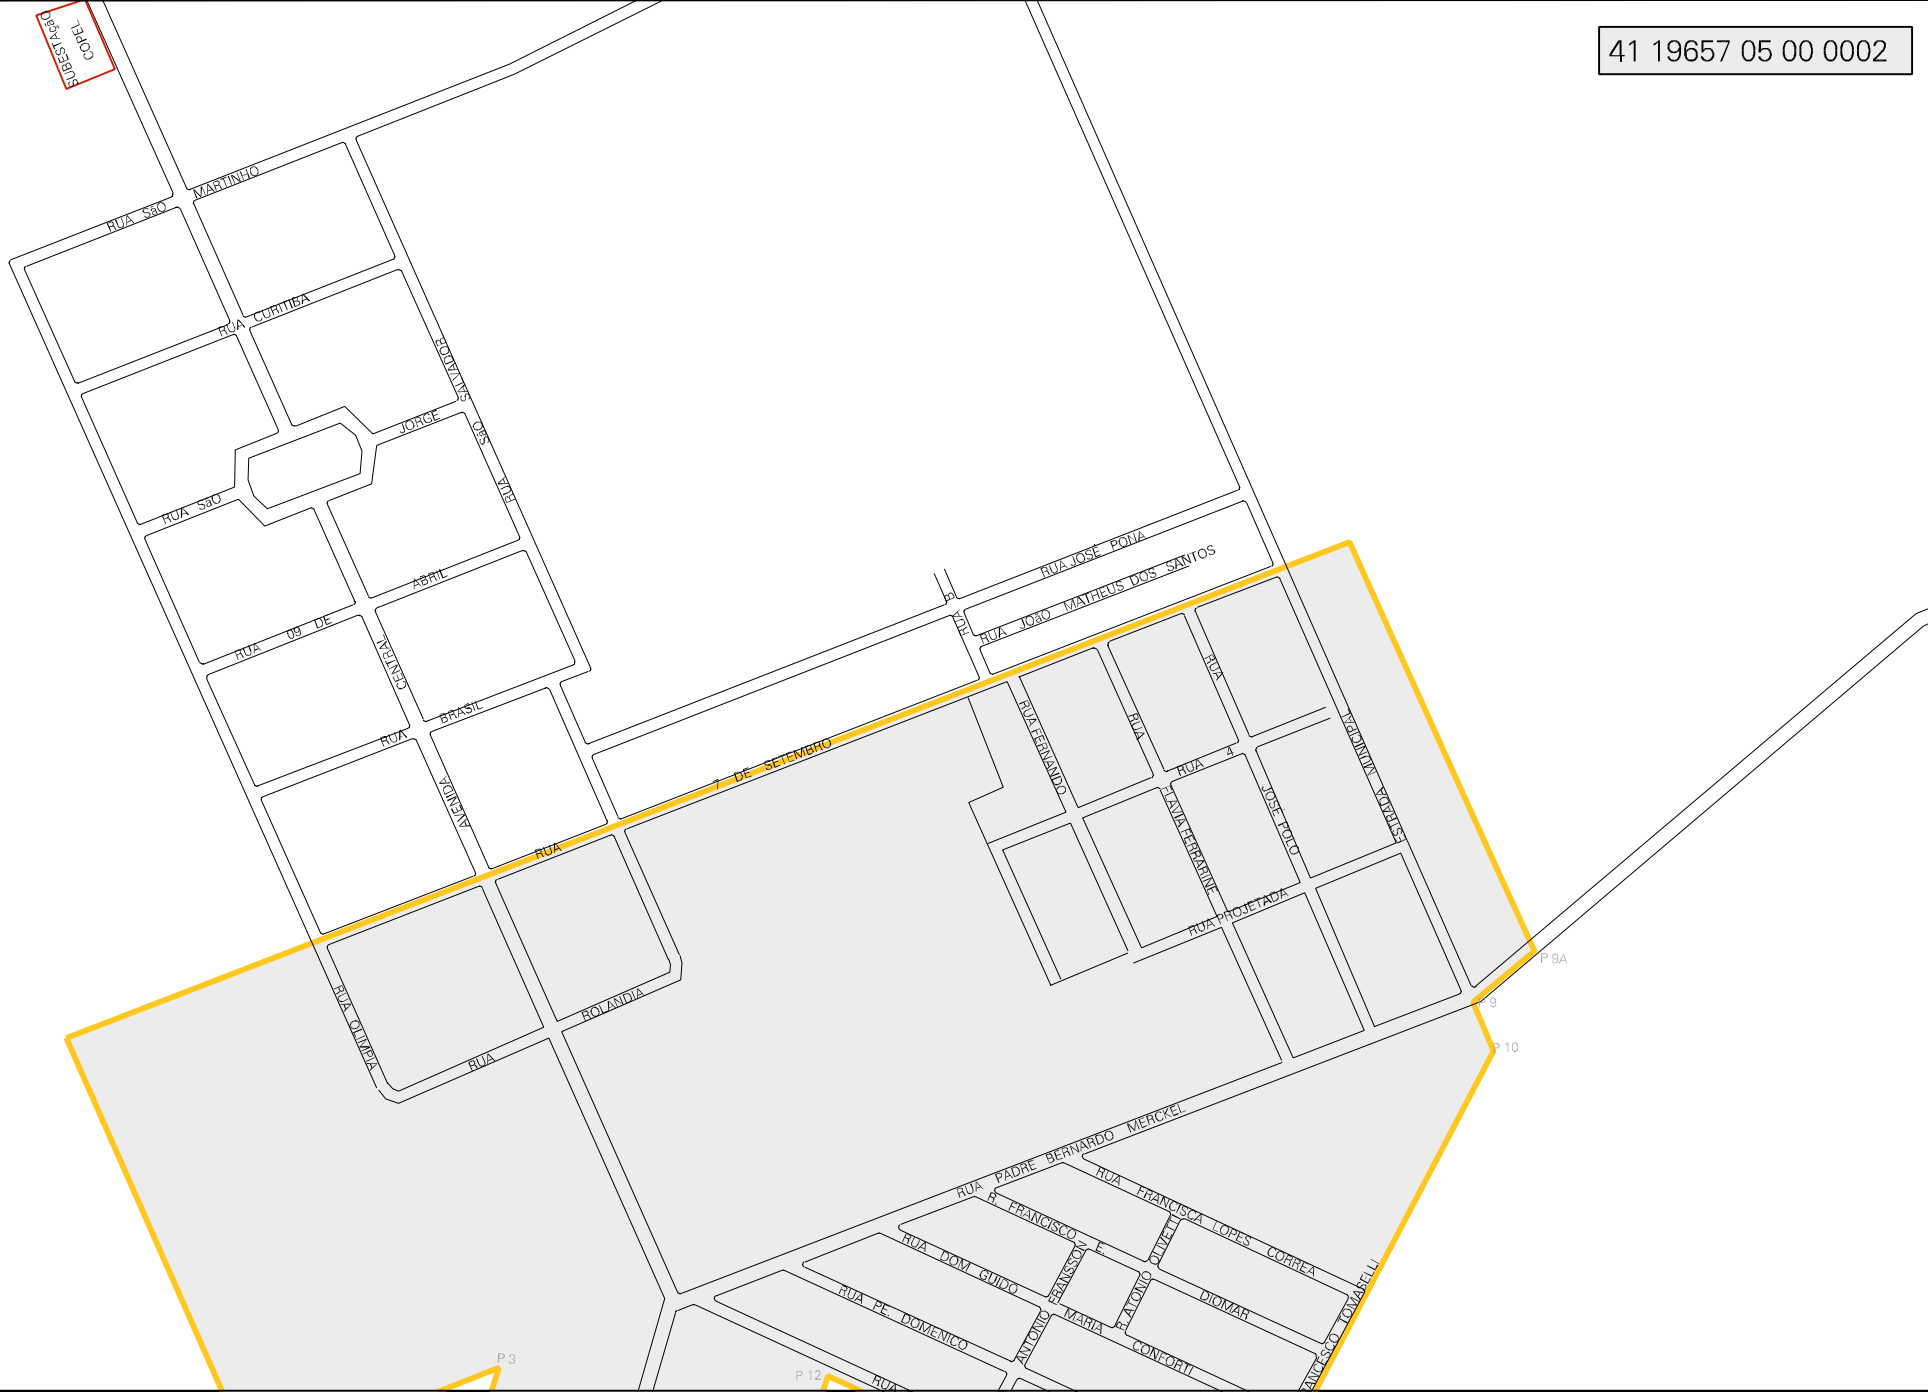 SUBESTAçãO
COPEL
41 19657 05 00 0002
RUA SãO MARTINHO
RUA CURITIBA
RUA SãO JORGE
RUA SãO SALVADOR
RUA 09 DE ABRIL
AVENIDA CENTRAL
RUA BRASIL
RUA JOSÉ PONA
RUA JOãO MATHEUS DOS SANTOS
RUA B
RUA 7 DE SETEMBRO
RUA FERNANDO
RUA FLAVIA FERRARINE
RUA JOSÉ POLO
RUA 4
ESTRADA MUNICIPAL
RUA PROJETADA
P 9A
P 9
P 10
RUA OLIMPIA
RUA ROLANDIA
RUA PADRE BERNARDO MERCKEL
RUA FRANCISCA LOPES CORREA
R. FRANCISCO E. DIOMAR
RUA DOM GUIDO MARIA CONFORTI
RUA PE. DOMENICO
ANTONIO FRANSSON
R. ATONIO OLIVETTI
ANCESCO TOMASELLI
RUA
P 3
P 12